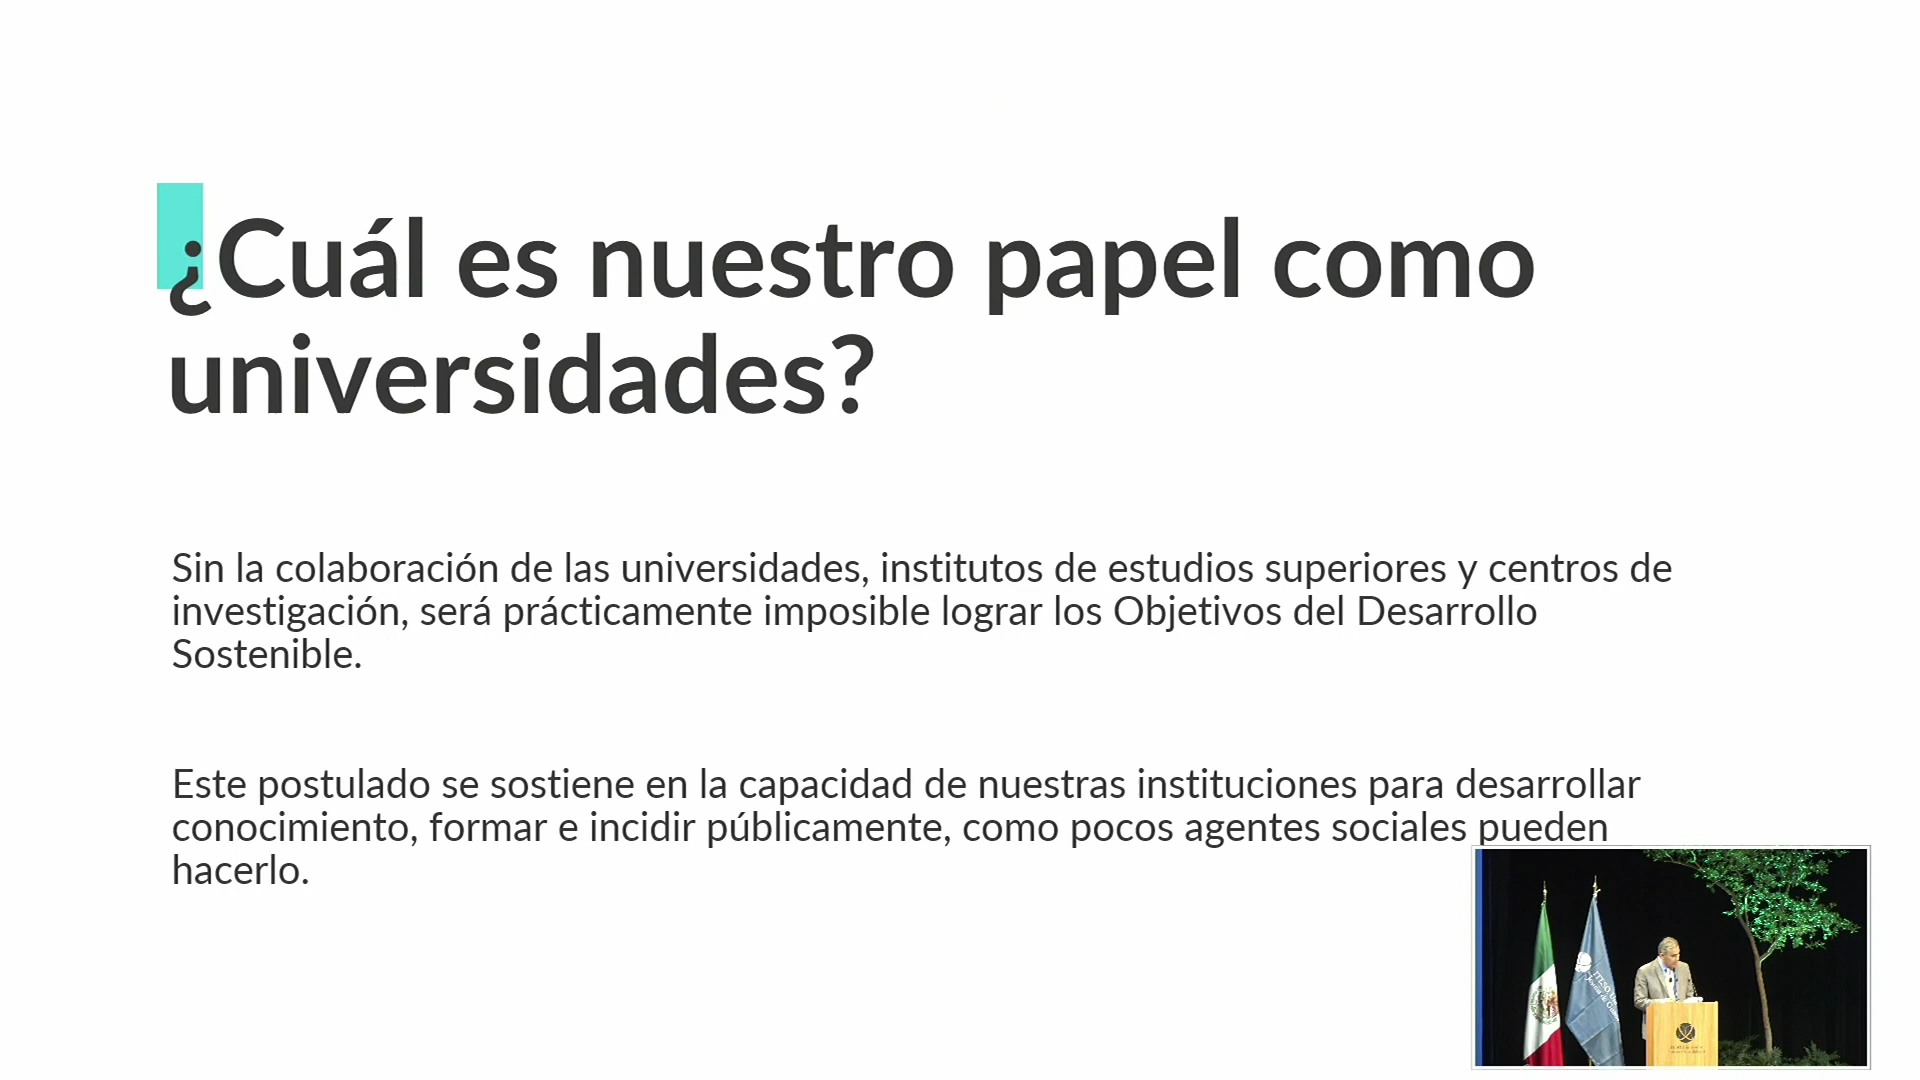 ¿Cuál es nuestro papel como
universidades?
Sin la colaboración de las universidades, institutos de estudios superiores y centros de
investigación, será prácticamente imposible lograr los Objetivos del Desarrollo
Sostenible.
Este postulado se sostiene en la capacidad de nuestras instituciones para desarrollar
conocimiento, formar e incidir públicamente, como pocos agentes sociales pueden
hacerlo.
ITESO